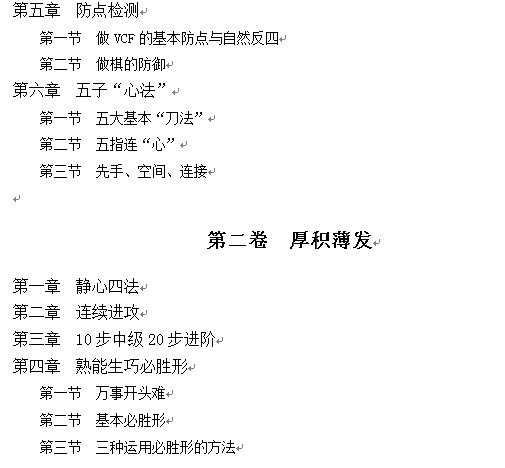 第五章　防点检测
第一节　做 VCF 的基本防点与自然反四
第二节　做棋的防御
第六章　五子“心法”
第一节　五大基本“刀法”
第二节　五指连“心”
第三节　先手、空间、连接
第二卷　厚积薄发
第一章　静心四法
第二章　连续进攻
第三章　10 步中级 20 步进阶
第四章　熟能生巧必胜形
第一节　万事开头难
第二节　基本必胜形
第三节　三种运用必胜形的方法